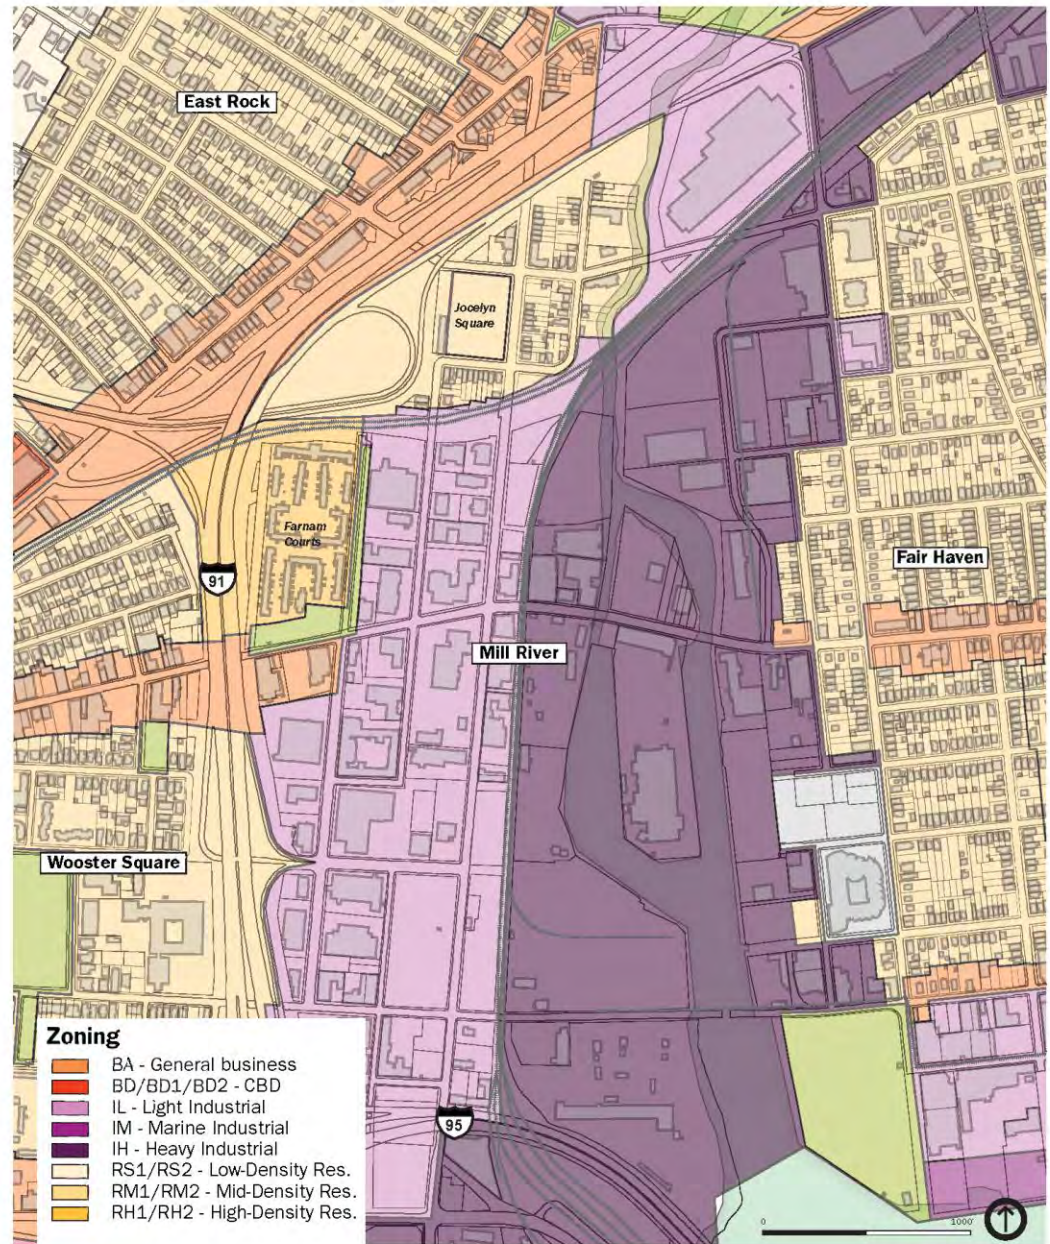 East Rock
Jocelyn
Square
Farnam
Courts
91
Fair Haven
Mill River
Wooster Square
Zoning
BA - General business
BD/BD1/BD2 - CBD
IL - Light Industrial
IM - Marine Industrial
IH - Heavy Industrial
RS1/RS2 - Low-Density Res.
RM1/RM2 - Mid-Density Res.
RH1/RH2 - High-Density Res.
95
0 1000'